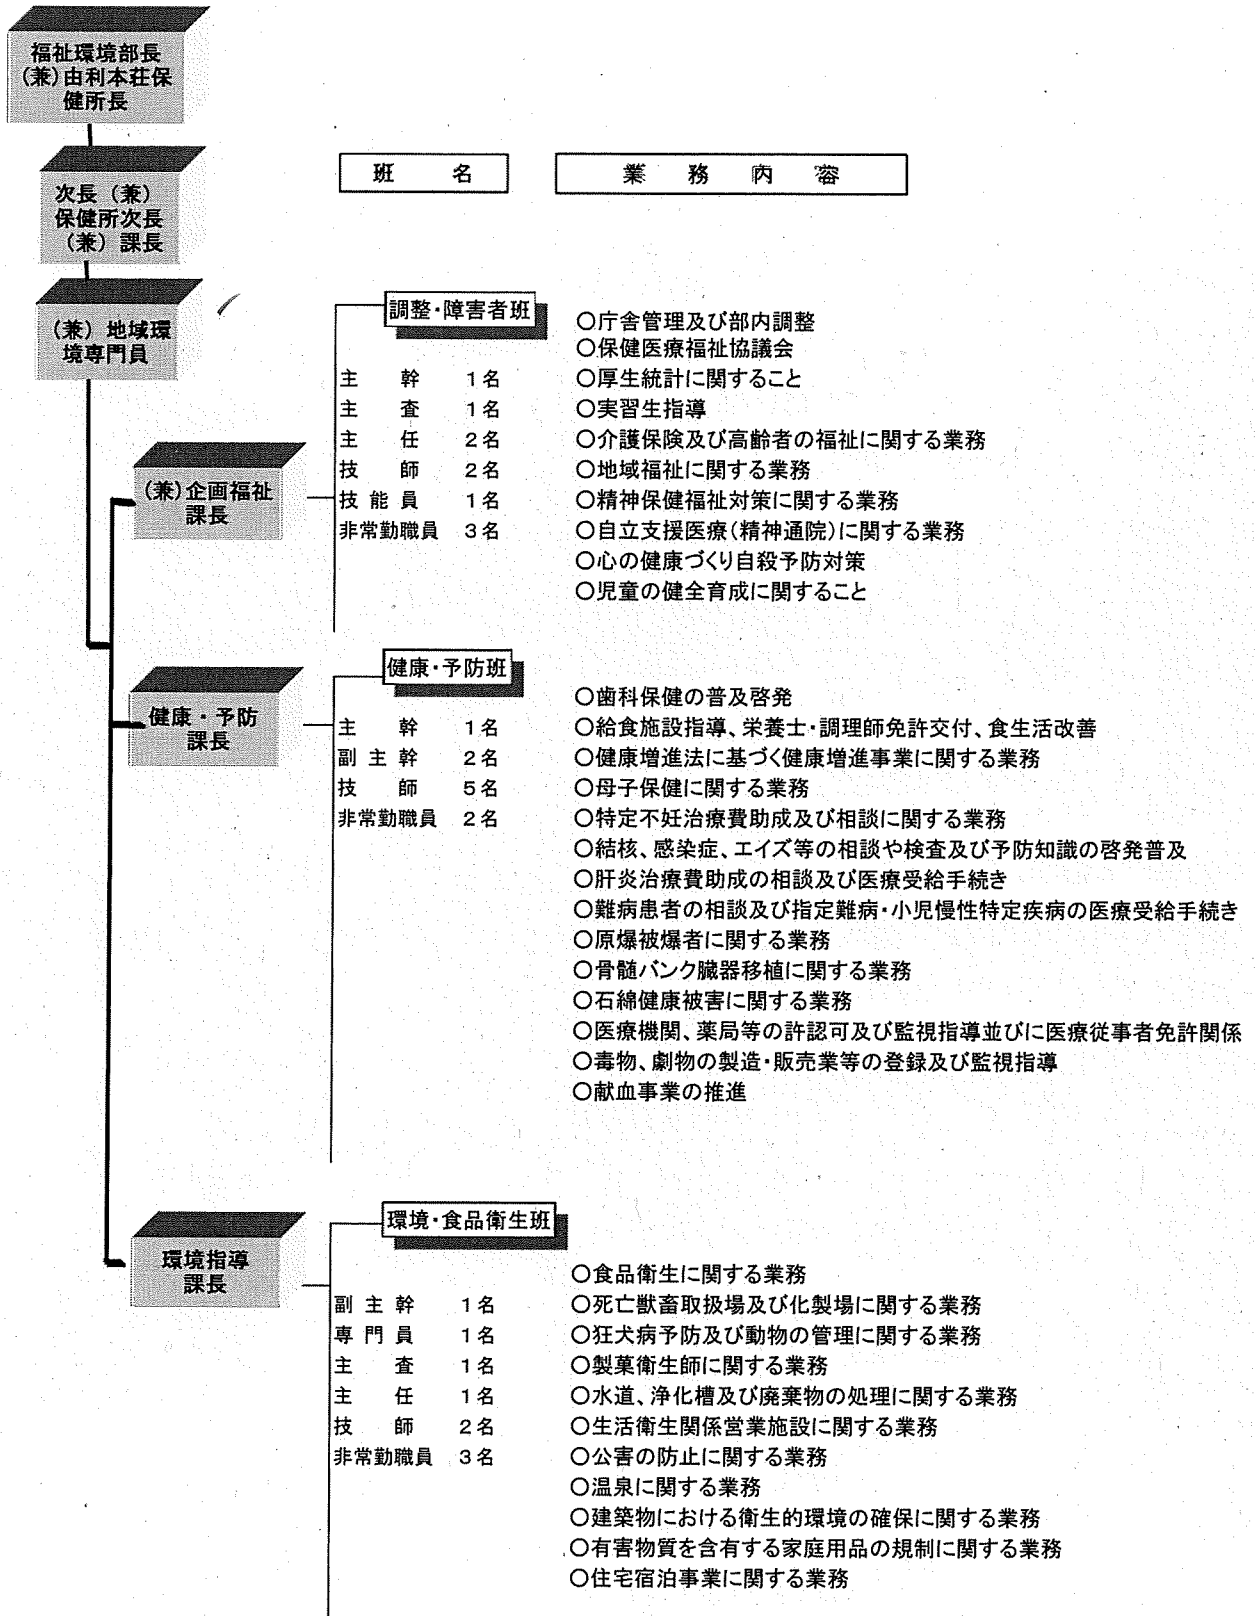 福祉環境部長
(兼)由利本荘保
健所長
次長（兼）
保健所次長
（兼）課長
（兼）地域環
境専門員
班　名
業務内容
調整・障害者班
主幹 1名
主査 1名
主任 2名
技師 2名
技能員 1名
非常勤職員 3名
○庁舎管理及び部内調整
○保健医療福祉協議会
○厚生統計に関すること
○実習生指導
○介護保険及び高齢者の福祉に関する業務
○地域福祉に関する業務
○精神保健福祉対策に関する業務
○自立支援医療(精神通院)に関する業務
○心の健康づくり自殺予防対策
○児童の健全育成に関すること
(兼)企画福祉
課長
健康・予防班
主幹 1名
副主幹 2名
技師 5名
非常勤職員 2名
○歯科保健の普及啓発
○給食施設指導、栄養士・調理師免許交付、食生活改善
○健康増進法に基づく健康増進事業に関する業務
○母子保健に関する業務
○特定不妊治療費助成及び相談に関する業務
○結核、感染症、エイズ等の相談や検査及び予防知識の啓発普及
○肝炎治療費助成の相談及び医療受給手続き
○難病患者の相談及び指定難病・小児慢性特定疾病の医療受給手続き
○原爆被爆者に関する業務
○骨髄バンク臓器移植に関する業務
○石綿健康被害に関する業務
○医療機関、薬局等の許認可及び監視指導並びに医療従事者免許関係
○毒物、劇物の製造・販売業等の登録及び監視指導
○献血事業の推進
健康・予防
課長
環境・食品衛生班
副主幹 1名
専門員 1名
主査 1名
主任 1名
技師 2名
非常勤職員 3名
○食品衛生に関する業務
○死亡獣畜取扱場及び化製場に関する業務
○狂犬病予防及び動物の管理に関する業務
○製菓衛生師に関する業務
○水道、浄化槽及び廃棄物の処理に関する業務
○生活衛生関係営業施設に関する業務
○公害の防止に関する業務
○温泉に関する業務
○建築物における衛生的環境の確保に関する業務
○有害物質を含有する家庭用品の規制に関する業務
○住宅宿泊事業に関する業務
環境指導
課長